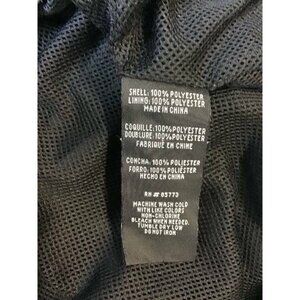 SHELL: 100% POLYESTER
LINING: 100% POLYESTER
MADE IN CHINA
COQUILLE: 100% POLYESTER
DOUBLURE: 100% POLYESTER
FABRIQUÉ EN CHINE
CONCHA: 100% POLIESTER
FORRO: 100% POLIÉSTER
HECHO EN CHINA
RN # 05773
MACHINE WASH COLD
WITH LIKE COLORS
NON-CHLORINE
BLEACH WHEN NEEDED.
TUMBLE DRY LOW
DO NOT IRON